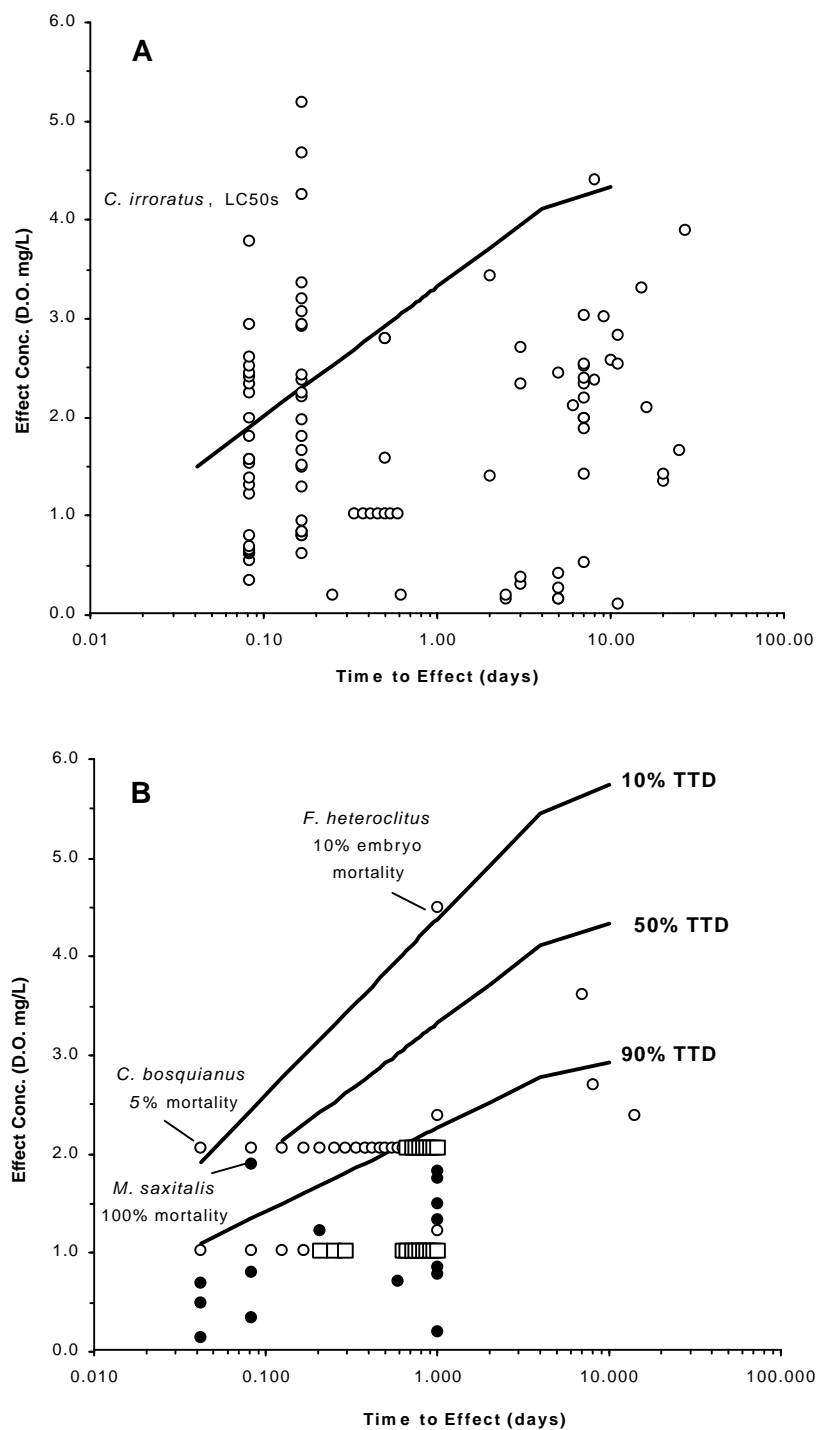 6.0
A
5.0
C. irroratus, LC50s
4.0
Effect Conc. (D.O. mg/L)
3.0
2.0
1.0
0.0
0.01 0.10 1.00 10.00 100.00
Time to Effect (days)
6.0
B
10% TTD
F. heteroclitus
10% embryo
mortality
5.0
50% TTD
4.0
Effect Conc. (D.O. mg/L)
90% TTD
3.0
C. bosquianus
5% mortality
2.0
M. saxitalis
100% mortality
1.0
0.0
0.010 0.100 1.000 10.000 100.000
Time to Effect (days)